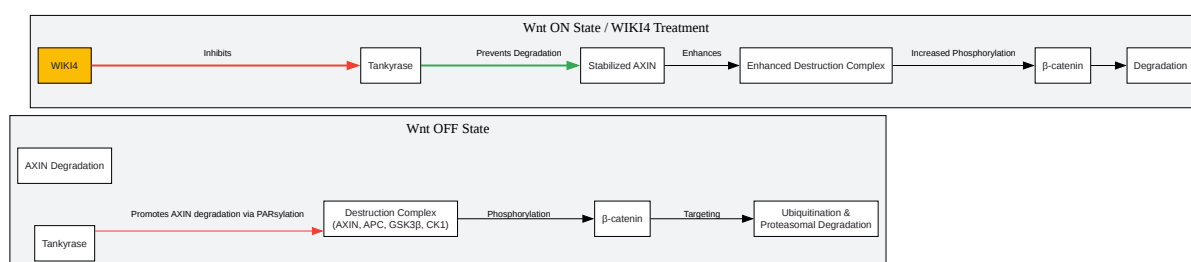 Wnt ON State / WIKI4 Treatment
WIKI4
Inhibits
Tankyrase
Prevents Degradation
Stabilized AXIN
Enhances
Enhanced Destruction Complex
Increased Phosphorylation
β-catenin
Degradation
Wnt OFF State
AXIN Degradation
Tankyrase
Promotes AXIN degradation via PARsylation
Destruction Complex
(AXIN, APC, GSK3β, CK1)
Phosphorylation
β-catenin
Targeting
Ubiquitination &
Proteasomal Degradation